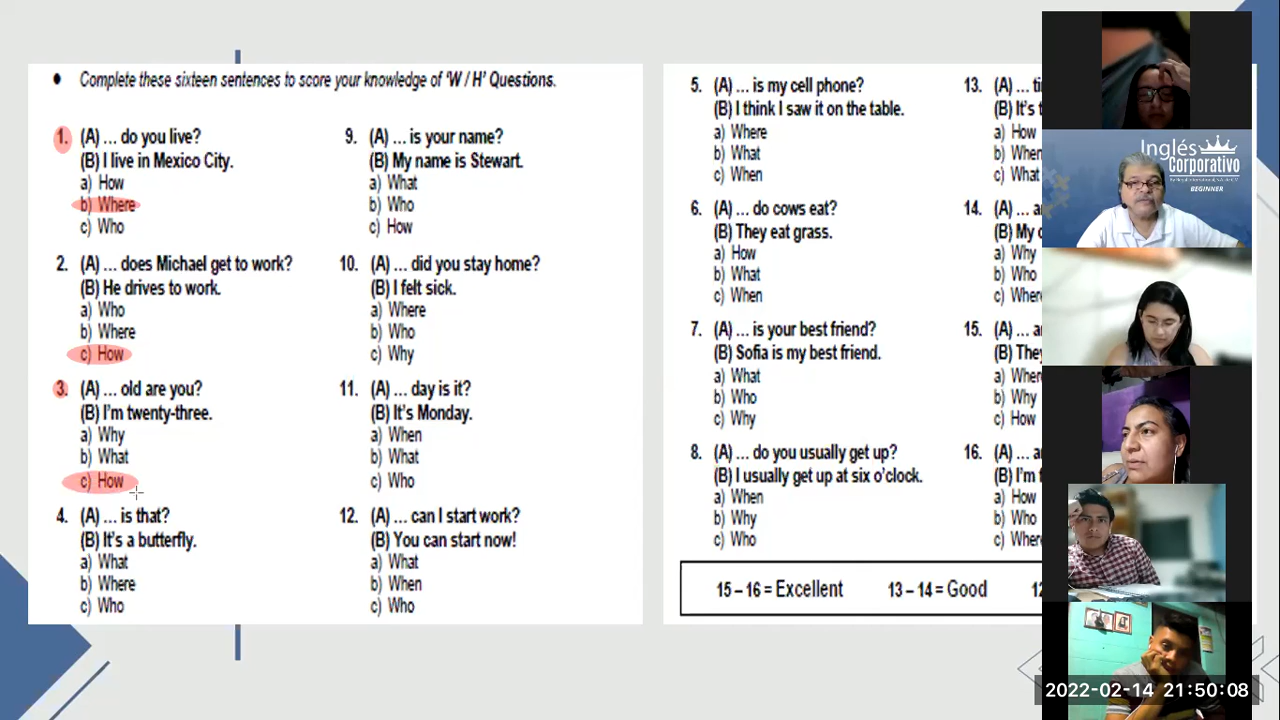 • Complete these sixteen sentences to score your knowledge of 'W / H' Questions.
1. (A) ... do you live?
(B) I live in Mexico City.
a) How
b) Where
c) Who
2. (A) ... does Michael get to work?
(B) He drives to work.
a) Who
b) Where
c) How
3. (A) ... old are you?
(B) I'm twenty-three.
a) Why
b) What
c) How
4. (A) ... is that?
(B) It's a butterfly.
a) What
b) Where
c) Who
9. (A) ... is your name?
(B) My name is Stewart.
a) What
b) Who
c) How
10. (A) ... did you stay home?
(B) I felt sick.
a) Where
b) Who
c) Why
11. (A) ... day is it?
(B) It's Monday.
a) When
b) What
c) Who
12. (A) ... can I start work?
(B) You can start now!
a) What
b) When
c) Who
5. (A) ... is my cell phone?
(B) I think I saw it on the table.
a) Where
b) What
c) When
6. (A) ... do cows eat?
(B) They eat grass.
a) How
b) What
c) When
7. (A) ... is your best friend?
(B) Sofia is my best friend.
a) What
b) Who
c) Why
8. (A) ... do you usually get up?
(B) I usually get up at six o'clock.
a) When
b) Why
c) Who
13. (A) ...
(B) It's
a) How
b) When
c) What
14. (A) ...
(B) My
a) Why
b) Who
c) Where
15. (A) ...
(B) They
a) Where
b) Why
c) How
16. (A) ...
(B) I'm
a) How
b) Who
c) Where
15 – 16 = Excellent 13 – 14 = Good
Inglés
Corporativo
BEGINNER
2022-02-14 21:50:08